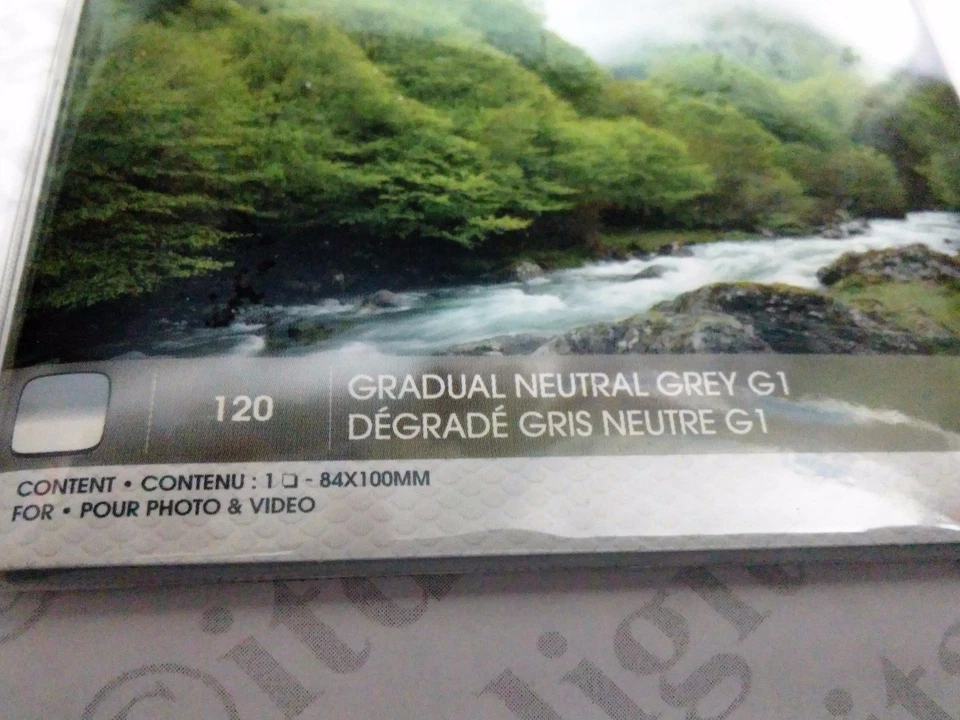 120
GRADUAL NEUTRAL GREY G1
DÉGRADÉ GRIS NEUTRE G1
CONTENT • CONTENU : 1 ❏ - 84X100MM
FOR • POUR PHOTO & VIDEO